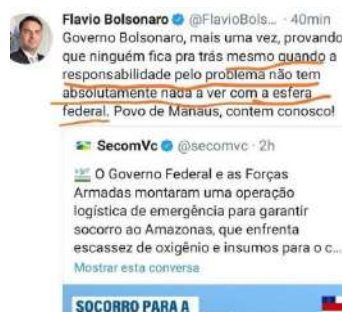 Flavio Bolsonaro @FlavioBols... · 40min
Governo Bolsonaro, mais uma vez, provando
que ninguém fica pra trás mesmo quando a
responsabilidade pelo problema não tem
absolutamente nada a ver com a esfera
federal. Povo de Manaus, contem conosco!
SecomVc @secomvc · 2h
O Governo Federal e as Forças
Armadas montaram uma operação
logística de emergência para garantir
socorro ao Amazonas, que enfrenta
escassez de oxigênio e insumos para o c...
Mostrar esta conversa
SOCORRO PARA A